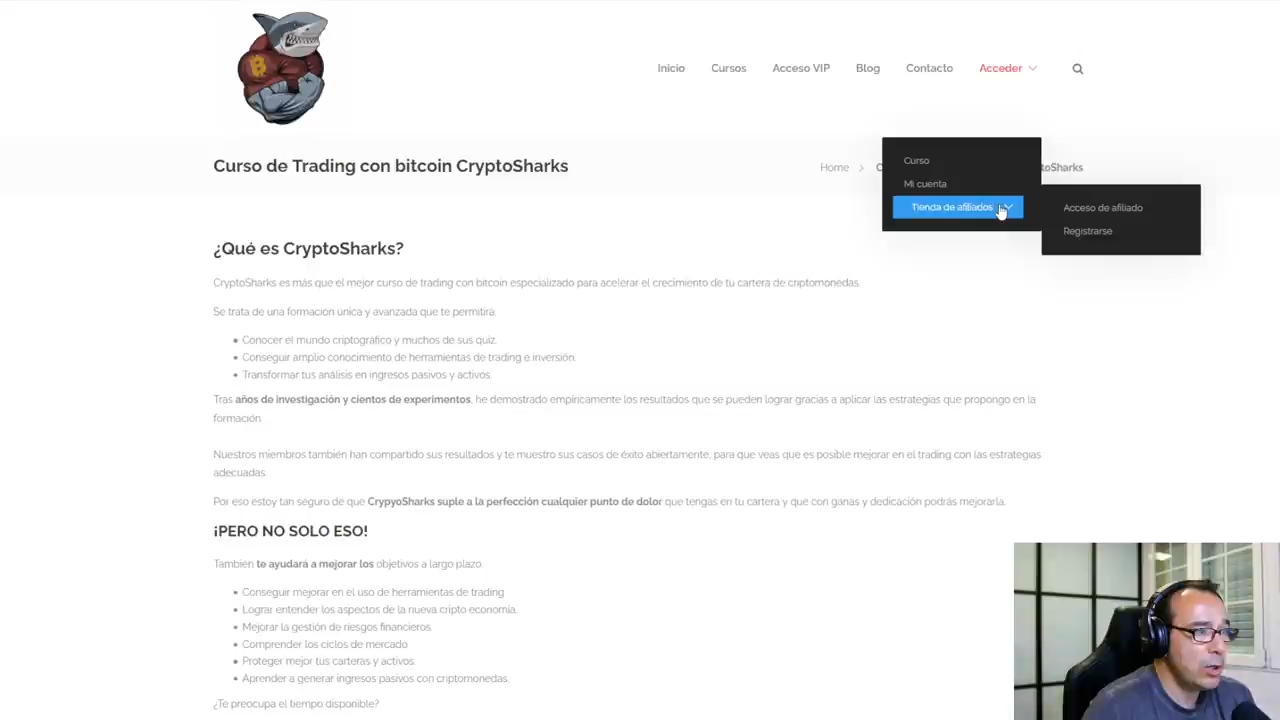 Inicio
Cursos
Acceso VIP
Blog
Contacto
Acceder
Curso de Trading con bitcoin CryptoSharks
Home
Curso
Mi cuenta
Tienda de afiliados
Acceso de afiliado
Registrarse
¿Qué es CryptoSharks?
CryptoSharks es más que el mejor curso de trading con bitcoin especializado para acelerar el crecimiento de tu cartera de criptomonedas.
Se trata de una formación única y avanzada que te permitirá:
Conocer el mundo criptográfico y muchos de sus quiz.
Conseguir amplio conocimiento de herramientas de trading e inversión.
Transformar tus análisis en ingresos pasivos y activos.
Tras años de investigación y cientos de experimentos, he demostrado empíricamente los resultados que se pueden lograr gracias a aplicar las estrategias que propongo en la
formación.
Nuestros miembros también han compartido sus resultados y te muestro sus casos de éxito abiertamente, para que veas que es posible mejorar en el trading con las estrategias
adecuadas.
Por eso estoy tan seguro de que CrypyoSharks suple a la perfección cualquier punto de dolor que tengas en tu cartera y que con ganas y dedicación podrás mejorarla.
¡PERO NO SOLO ESO!
También te ayudará a mejorar los objetivos a largo plazo.
Conseguir mejorar en el uso de herramientas de trading
Lograr entender los aspectos de la nueva cripto economía.
Mejorar la gestión de riesgos financieros.
Comprender los ciclos de mercado
Proteger mejor tus carteras y activos.
Aprender a generar ingresos pasivos con criptomonedas.
¿Te preocupa el tiempo disponible?